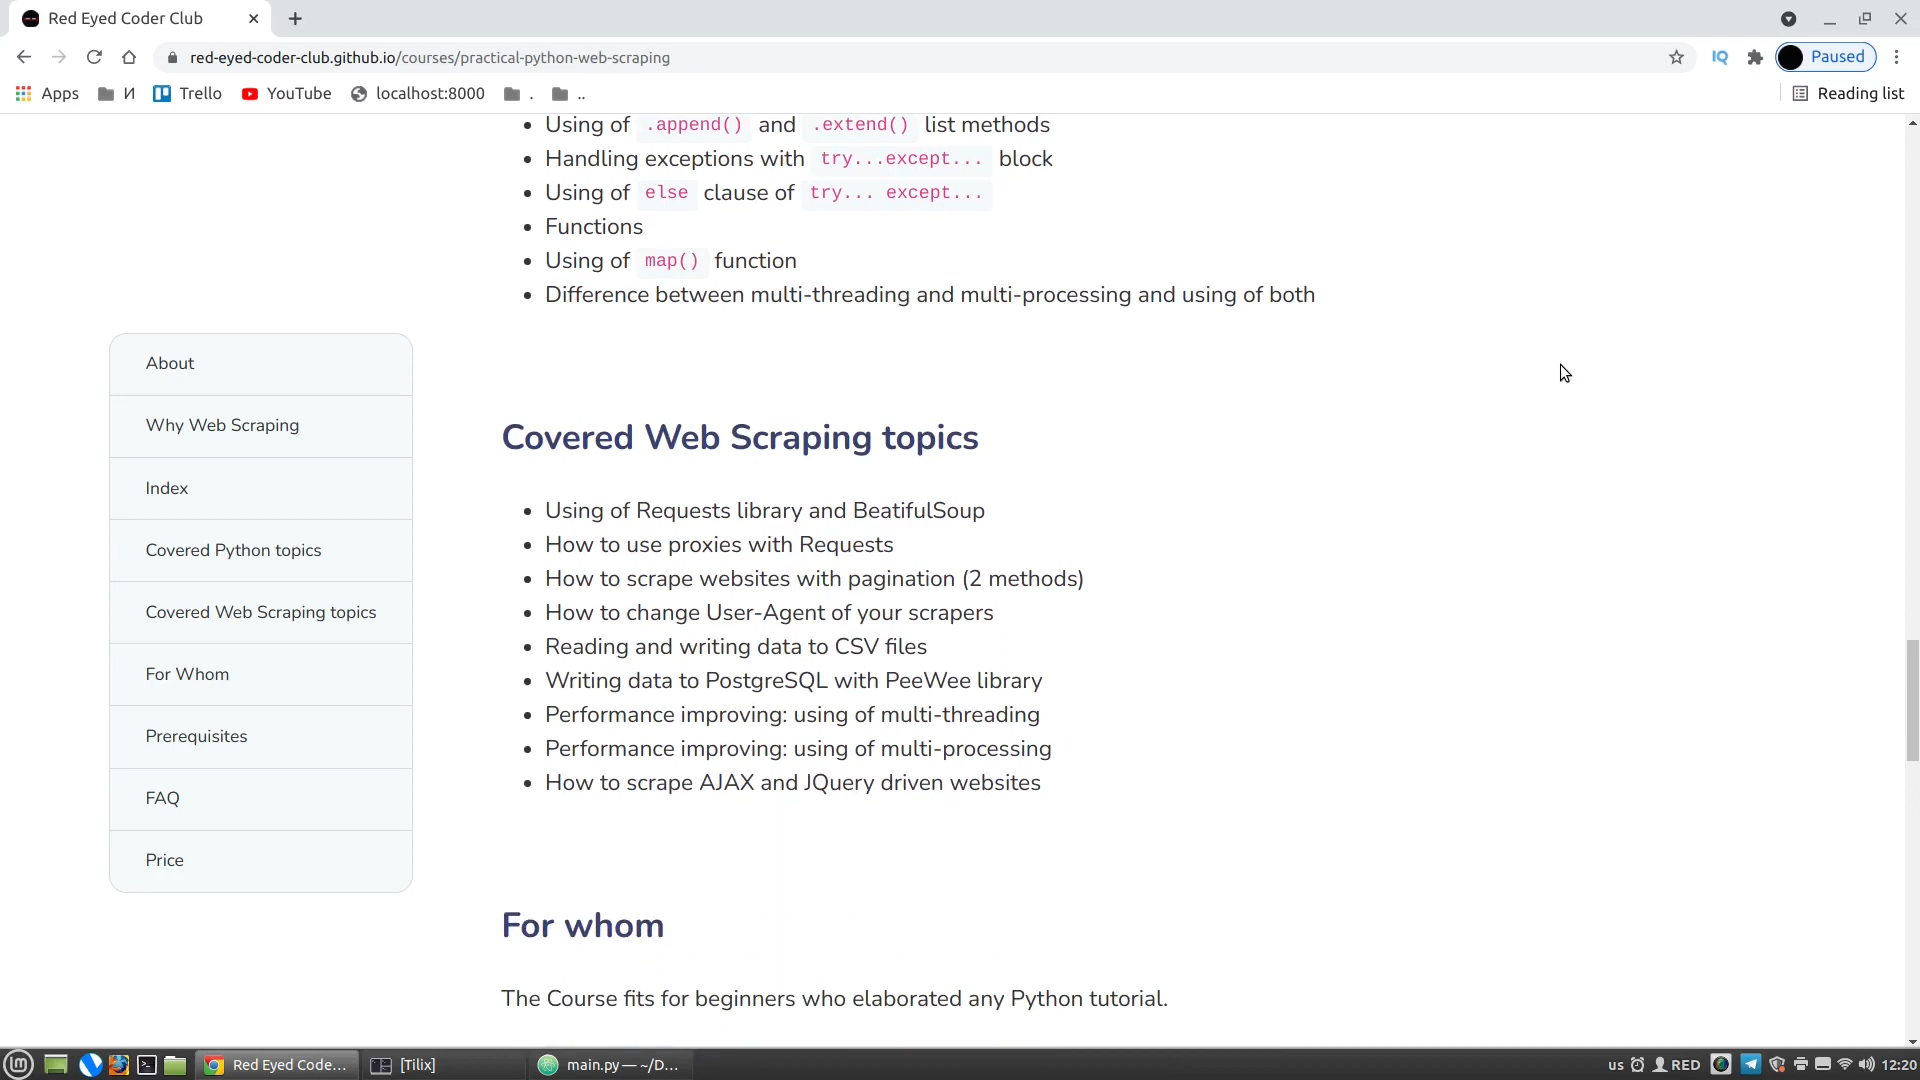 Red Eyed Coder Club
red-eyed-coder-club.github.io/courses/practical-python-web-scraping
IQ
Paused
Apps
И
Trello
YouTube
localhost:8000
.
..
Reading list
Using of .append() and .extend() list methods
Handling exceptions with try...except... block
Using of else clause of try... except...
Functions
Using of map() function
Difference between multi-threading and multi-processing and using of both
About
Why Web Scraping
Index
Covered Python topics
Covered Web Scraping topics
For Whom
Prerequisites
FAQ
Price
Covered Web Scraping topics
Using of Requests library and BeatifulSoup
How to use proxies with Requests
How to scrape websites with pagination (2 methods)
How to change User-Agent of your scrapers
Reading and writing data to CSV files
Writing data to PostgreSQL with PeeWee library
Performance improving: using of multi-threading
Performance improving: using of multi-processing
How to scrape AJAX and JQuery driven websites
For whom
The Course fits for beginners who elaborated any Python tutorial.
Red Eyed Code...
[Tilix]
main.py — ~/D...
us
RED
12:20